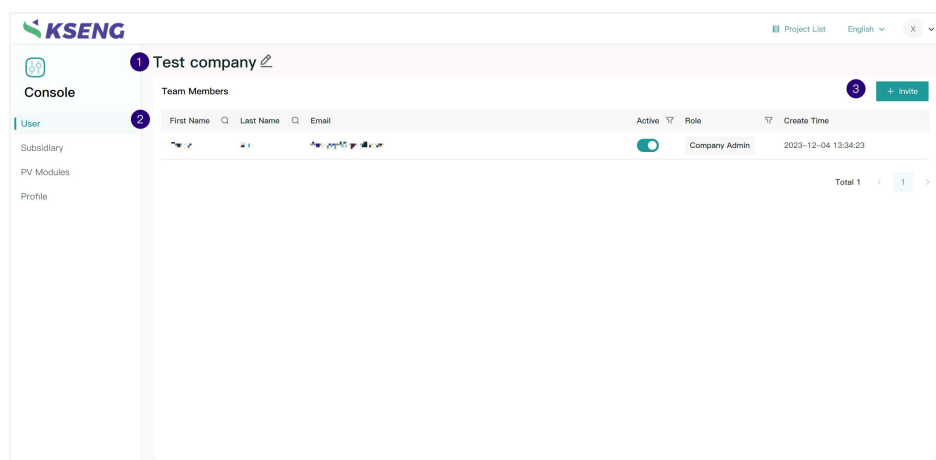 KSENG
Project List English X
1 Test company
Console
Team Members 3 + Invite
User
2 First Name Last Name Email Active Role Create Time
Subsidiary
Company Admin 2023-12-04 13:34:23
PV Modules
Total 1 < 1 >
Profile